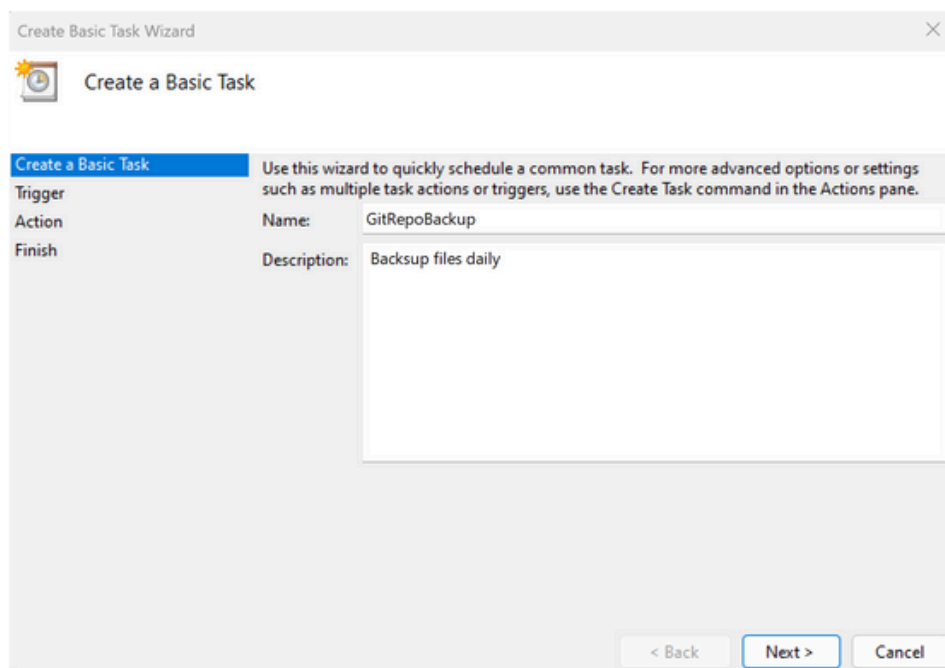 Create Basic Task Wizard
Create a Basic Task
Create a Basic Task
Trigger
Action
Finish
Use this wizard to quickly schedule a common task.  For more advanced options or settings
such as multiple task actions or triggers, use the Create Task command in the Actions pane.
Name: GitRepoBackup
Description: Backsup files daily
< Back Next > Cancel